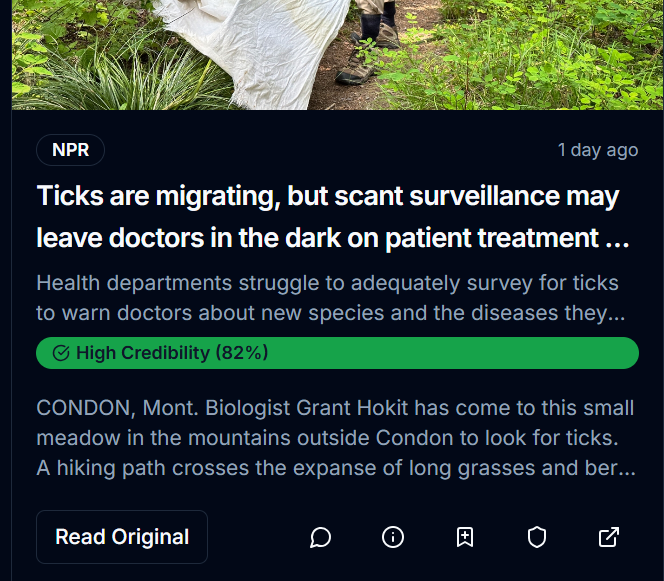 NPR
1 day ago
Ticks are migrating, but scant surveillance may
leave doctors in the dark on patient treatment ...
Health departments struggle to adequately survey for ticks
to warn doctors about new species and the diseases they...
High Credibility (82%)
CONDON, Mont. Biologist Grant Hokit has come to this small
meadow in the mountains outside Condon to look for ticks.
A hiking path crosses the expanse of long grasses and ber...
Read Original